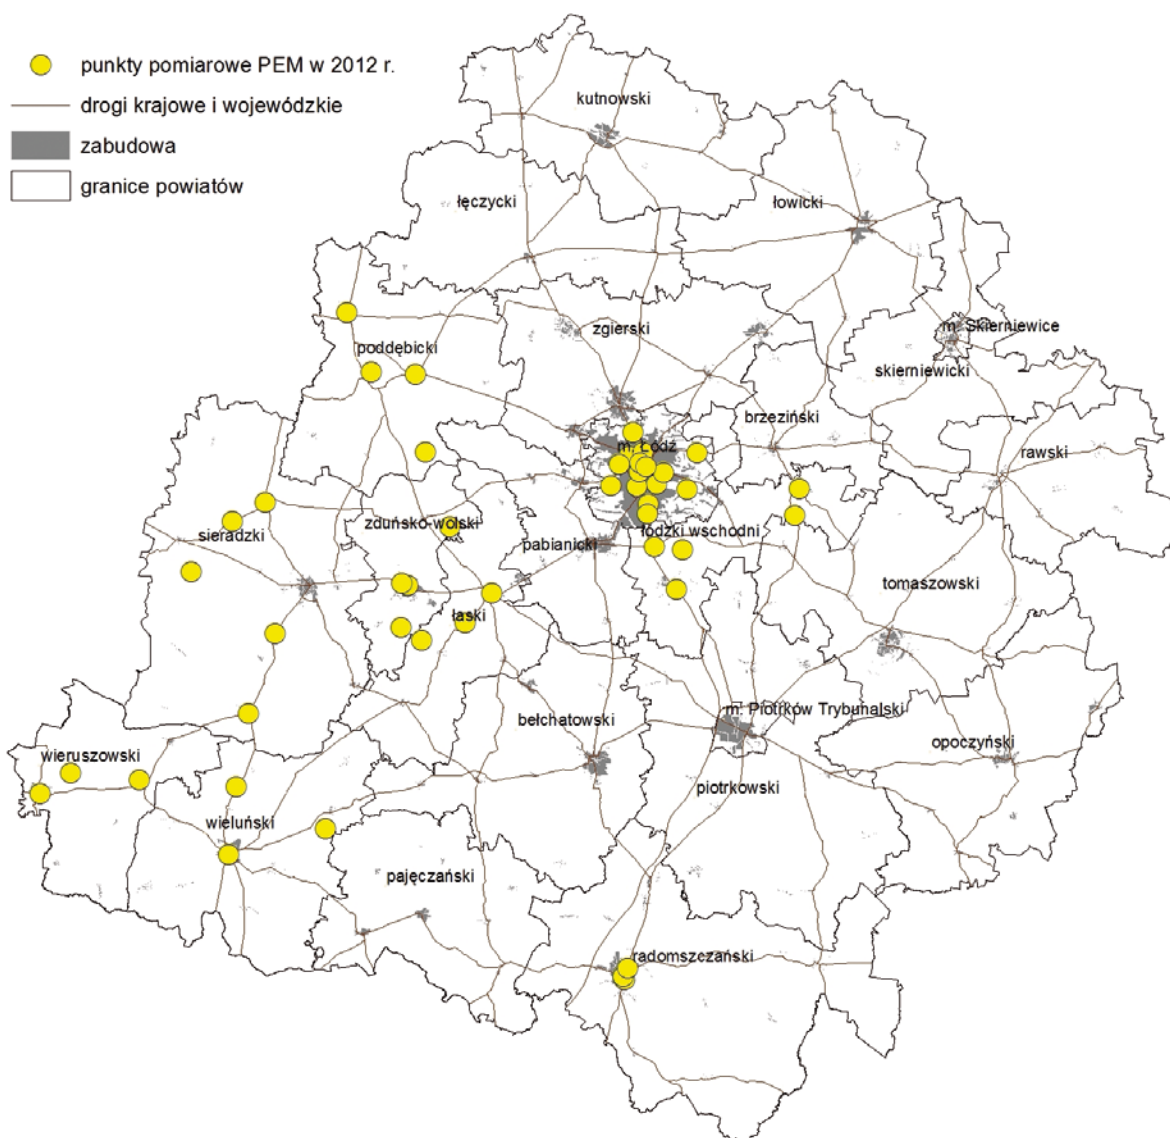 punkty pomiarowe PEM w 2012 r.
drogi krajowe i wojewódzkie
zabudowa
granice powiatów
kutnowski
łęczycki
łowicki
zgierski
m. Skierniewice
poddębicki
skierniewicki
brzeziński
m. Łódź
rawski
zduńsko-wolski
sieradzki
pabianicki
łódzki wschodni
tomaszowski
łaski
m. Piotrków Trybunalski
bełchatowski
opoczyński
wieruszowski
piotrkowski
wieluński
pajęczański
radomszczański